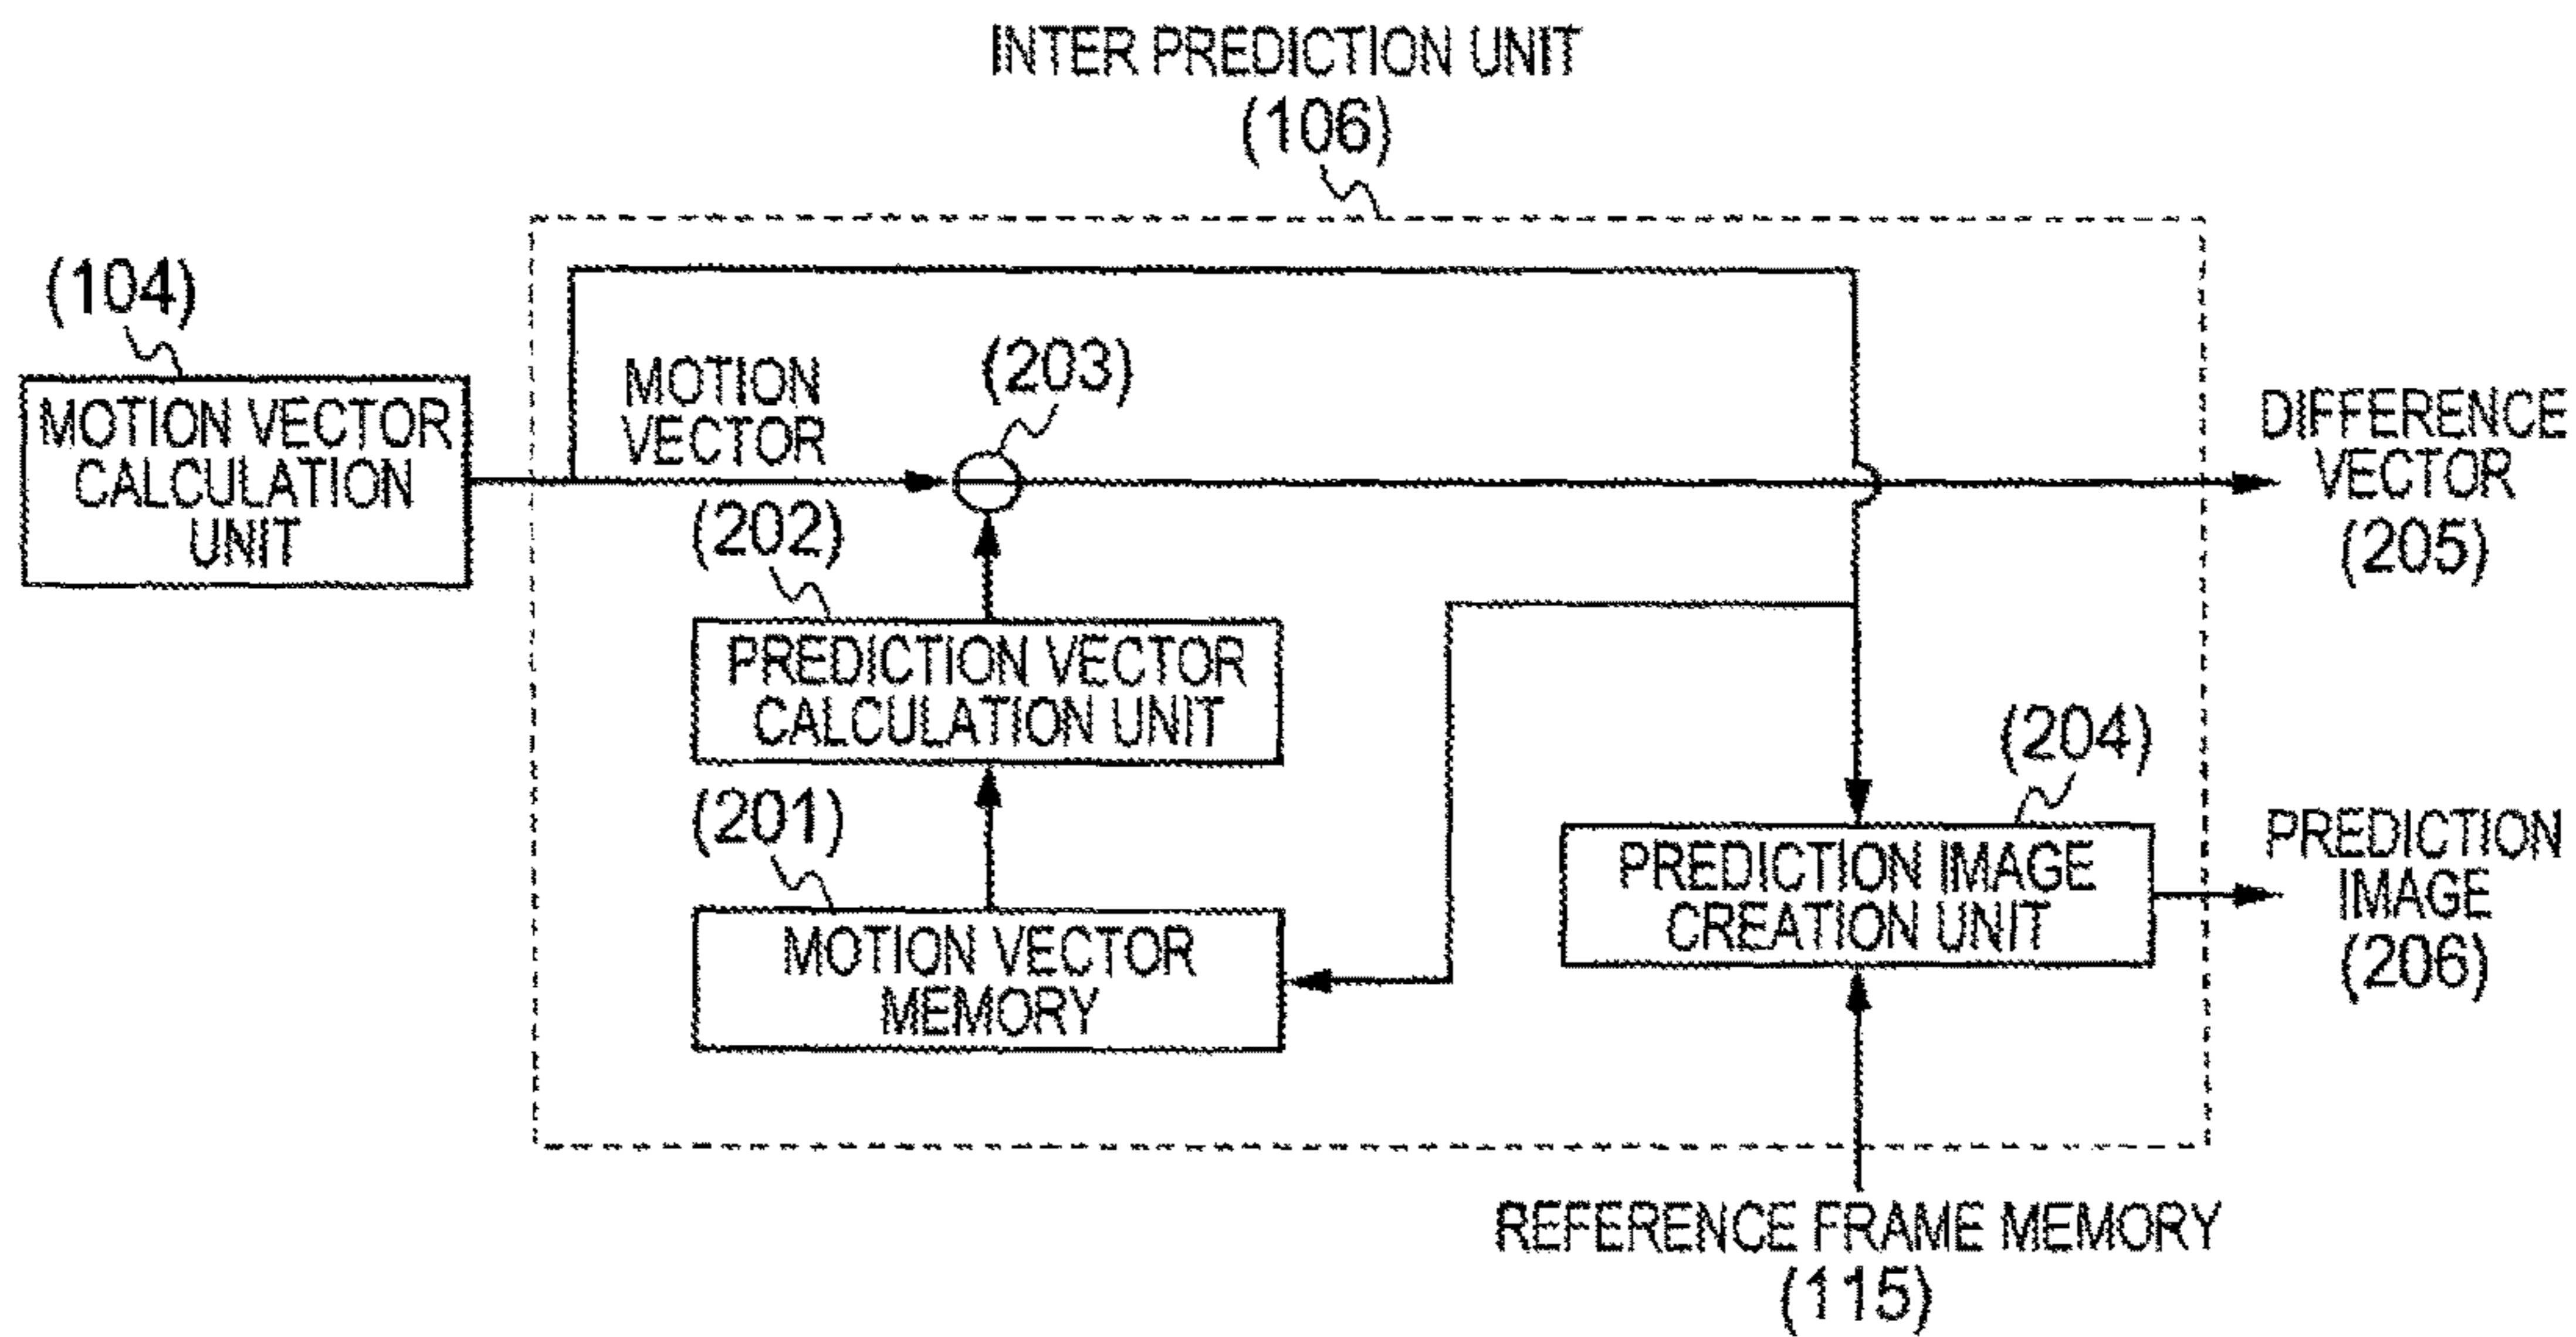 INTER PREDICTION UNIT
(106)
(104)
MOTION VECTOR
CALCULATION
UNIT
MOTION
VECTOR
(203)
DIFFERENCE
VECTOR
(205)
(202)
PREDICTION VECTOR
CALCULATION UNIT
(201)
MOTION VECTOR
MEMORY
(204)
PREDICTION IMAGE
CREATION UNIT
PREDICTION
IMAGE
(206)
REFERENCE FRAME MEMORY
(115)